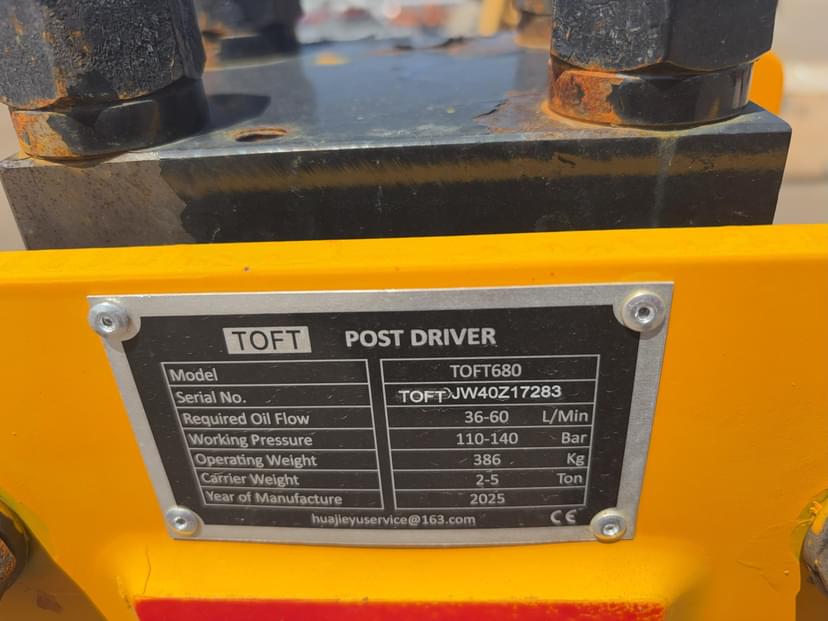 TOFT POST DRIVER
Model TOFT680
Serial No. TOFTJW40Z17283
Required Oil Flow 36-60 L/Min
Working Pressure 110-140 Bar
Operating Weight 386 Kg
Carrier Weight 2-5 Ton
Year of Manufacture 2025
huajieyuservice@163.com CE